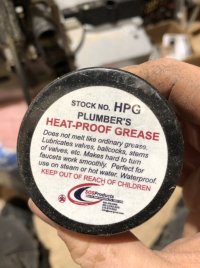 STOCK NO. HPG
PLUMBER'S
HEAT-PROOF GREASE
Does not melt like ordinary grease.
Lubricates valves, ballcocks, stems
of valves, etc. Makes hard to turn
faucets work smoothly. Perfect for
use on steam or hot water. Waterproof.
KEEP OUT OF REACH OF CHILDREN